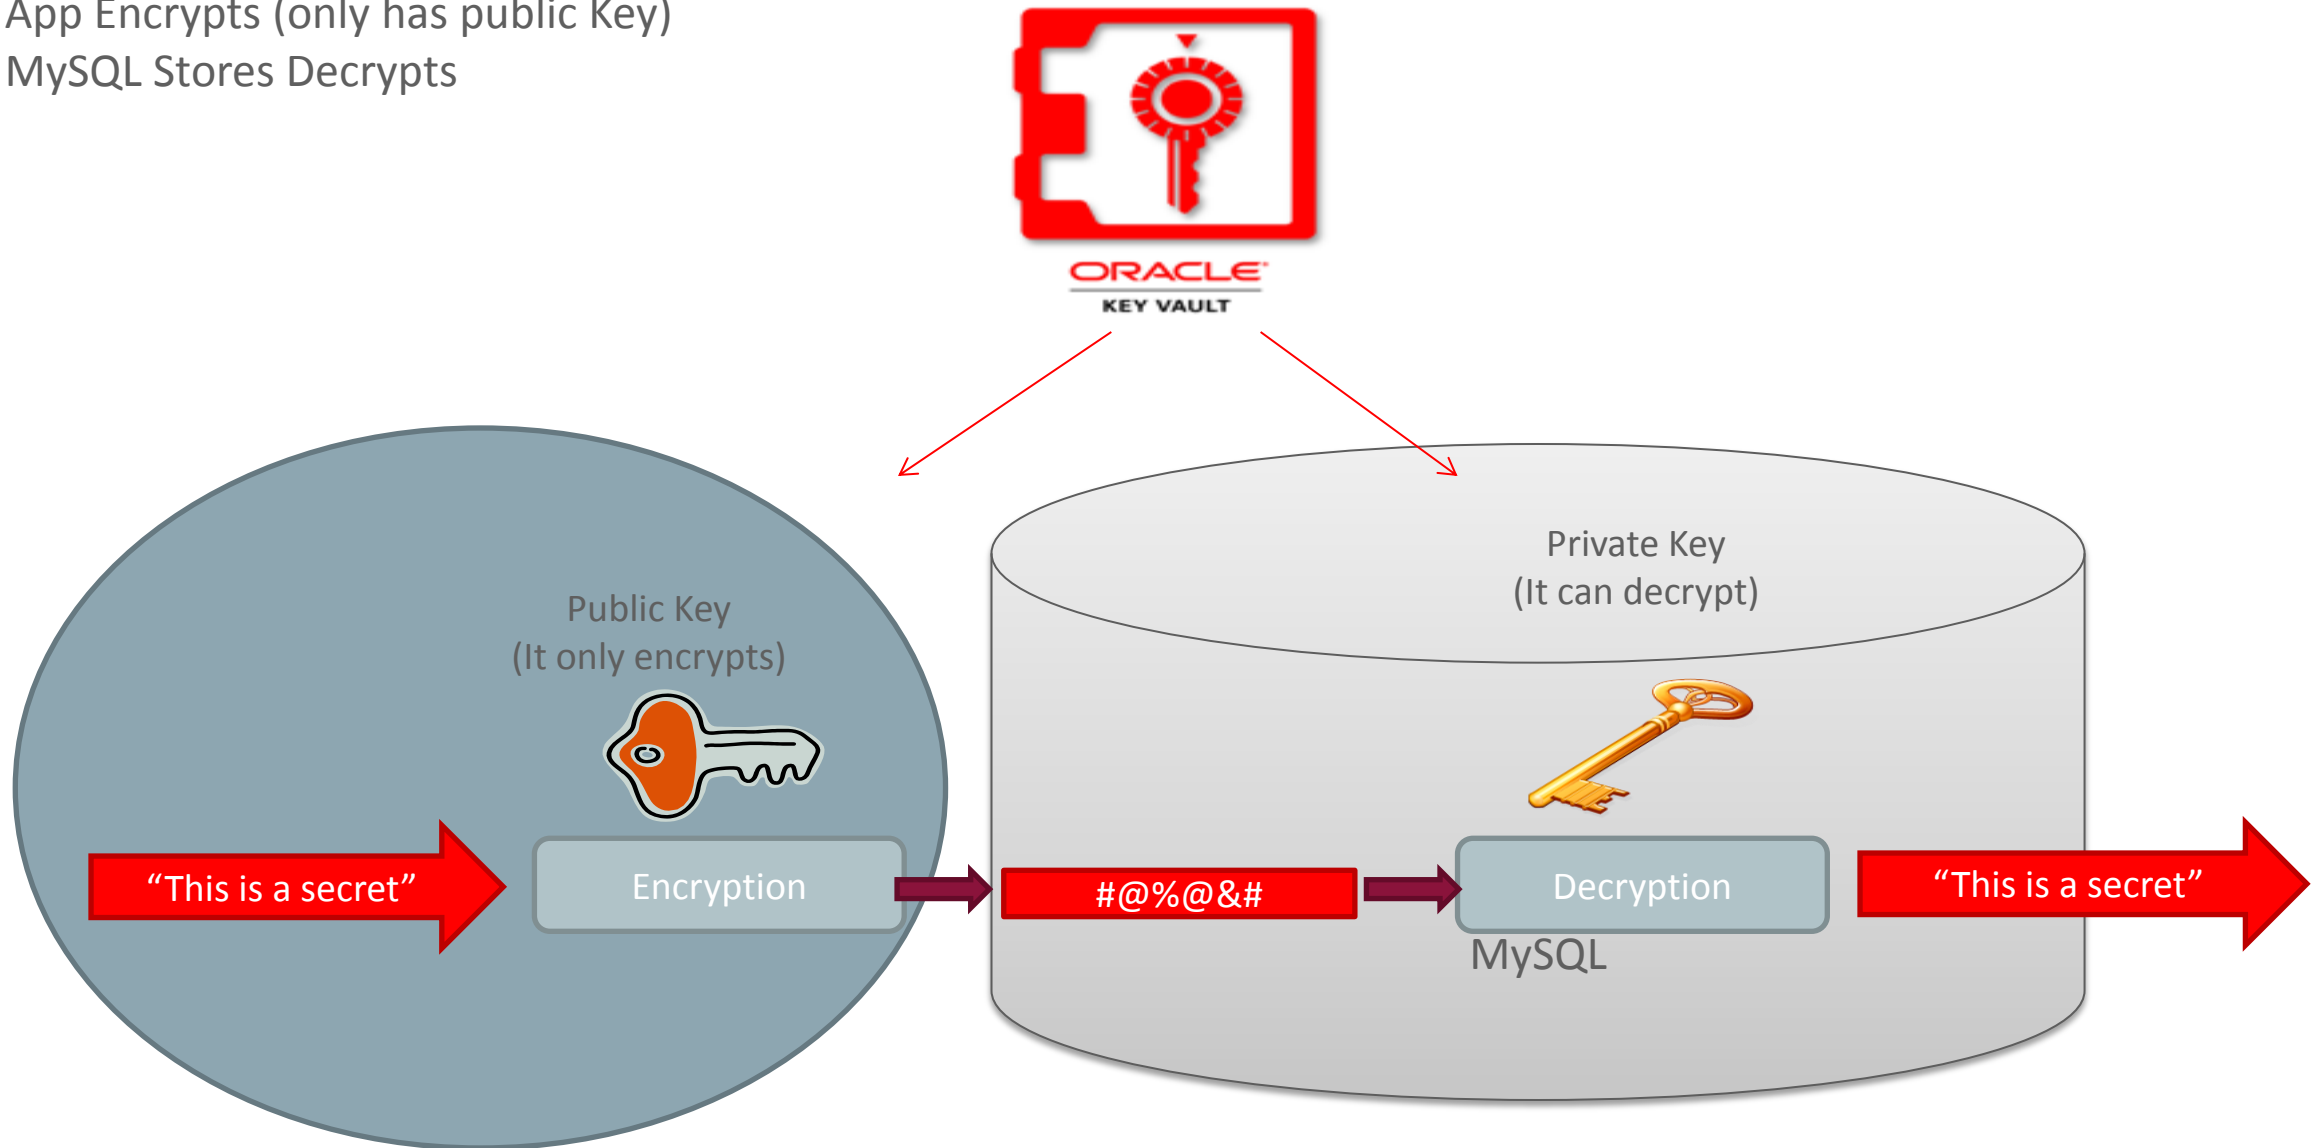 App Encrypts (only has public Key)
MySQL Stores Decrypts
ORACLE
KEY VAULT
Private Key
(It can decrypt)
Public Key
(It only encrypts)
“This is a secret”
Encryption
#@%@&#
Decryption
“This is a secret”
MySQL